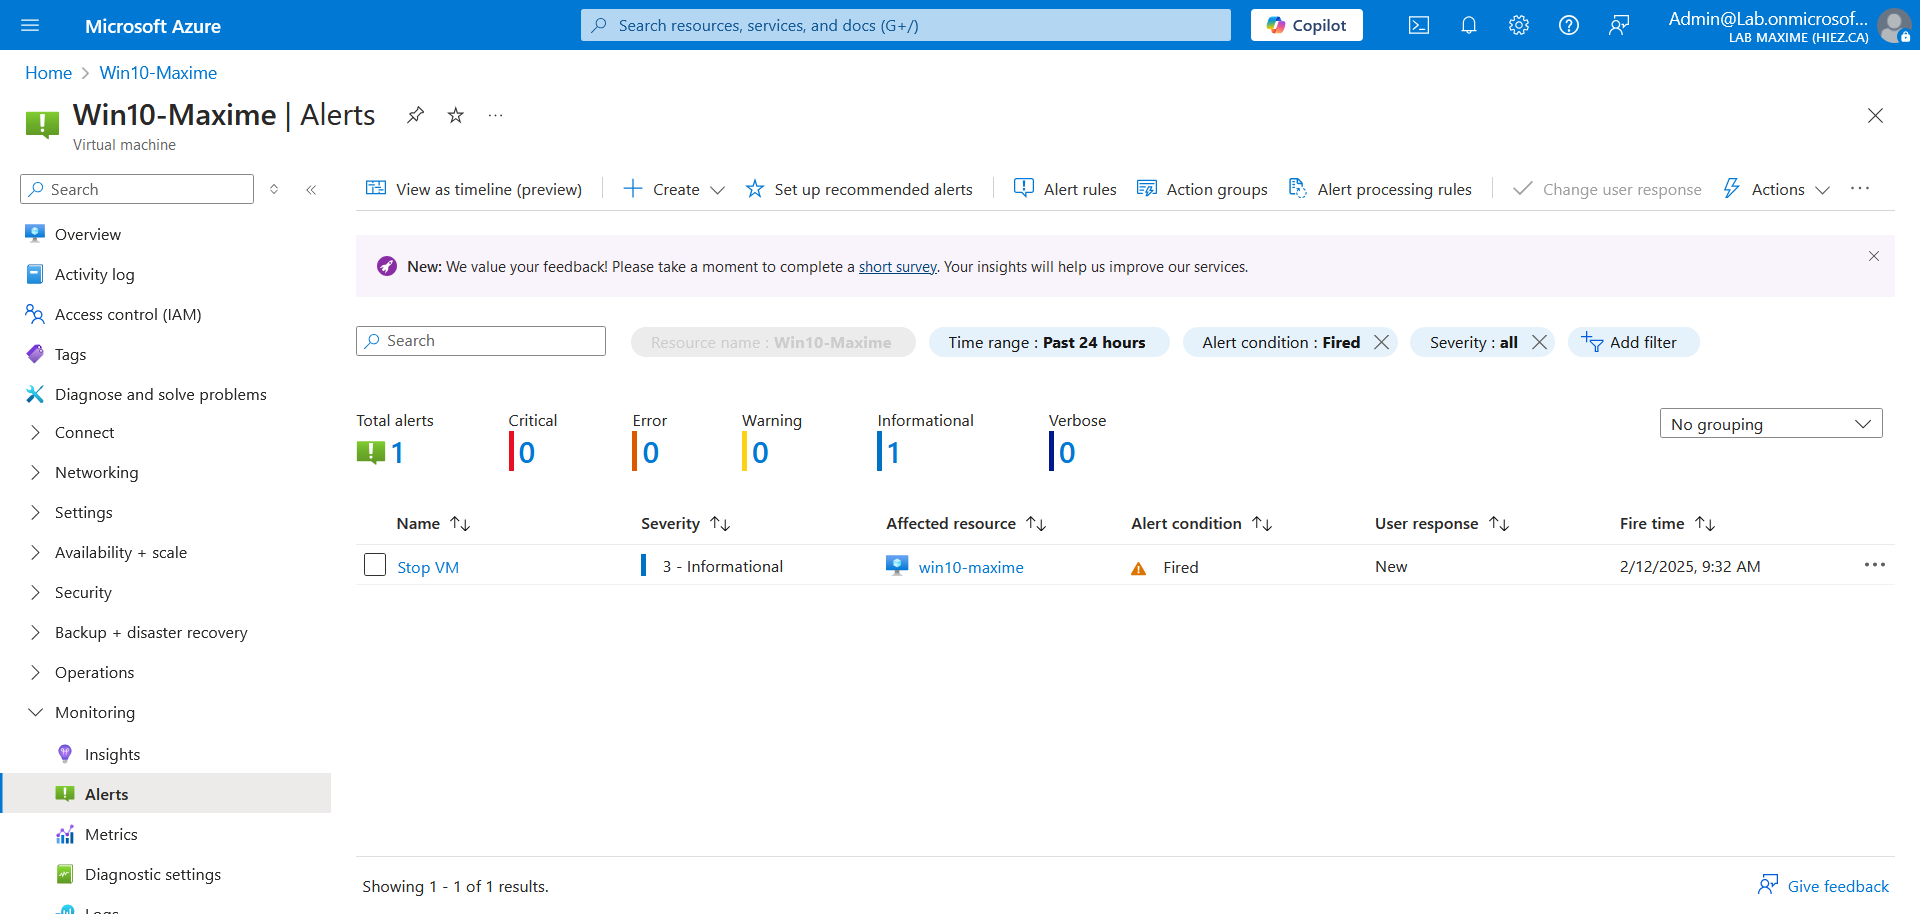 Microsoft Azure
Search resources, services, and docs (G+/)
Copilot
Admin@Lab.onmicrosof...
LAB MAXIME (HIEZ.CA)
Home > Win10-Maxime
Win10-Maxime | Alerts
Virtual machine
Search
Overview
Activity log
Access control (IAM)
Tags
Diagnose and solve problems
Connect
Networking
Settings
Availability + scale
Security
Backup + disaster recovery
Operations
Monitoring
Insights
Alerts
Metrics
Diagnostic settings
Logs
View as timeline (preview) Create Set up recommended alerts Alert rules Action groups Alert processing rules Change user response Actions
New: We value your feedback! Please take a moment to complete a short survey. Your insights will help us improve our services.
Search Resource name : Win10-Maxime Time range : Past 24 hours Alert condition : Fired Severity : all Add filter
Total alerts Critical Error Warning Informational Verbose
1 0 0 0 1 0
No grouping
Name Severity Affected resource Alert condition User response Fire time
Stop VM 3 - Informational win10-maxime Fired New 2/12/2025, 9:32 AM
Showing 1 - 1 of 1 results.
Give feedback